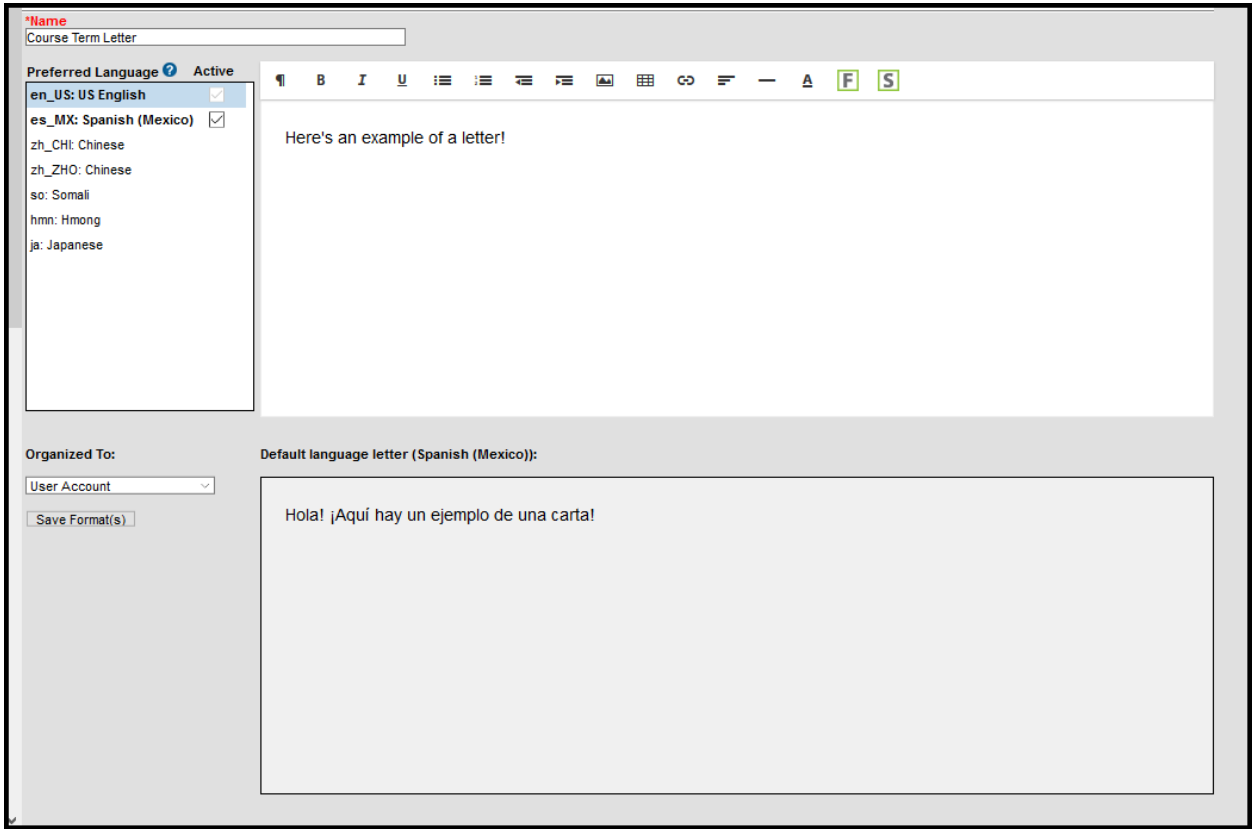 *Name
Course Term Letter
Preferred Language ? Active
en_US: US English
es_MX: Spanish (Mexico)
zh_CHI: Chinese
zh_ZHO: Chinese
so: Somali
hmn: Hmong
ja: Japanese
¶ B I U A F S
Here's an example of a letter!
Organized To:
User Account
Save Format(s)
Default language letter (Spanish (Mexico)):
Hola! ¡Aquí hay un ejemplo de una carta!